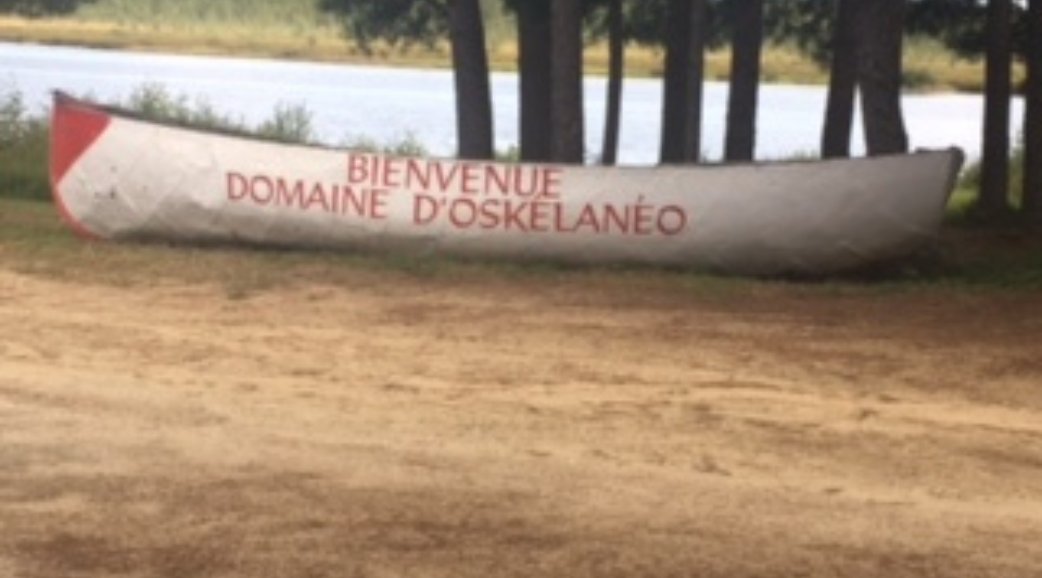 BIENVENUE
DOMAINE D'OSKÉLANÉO